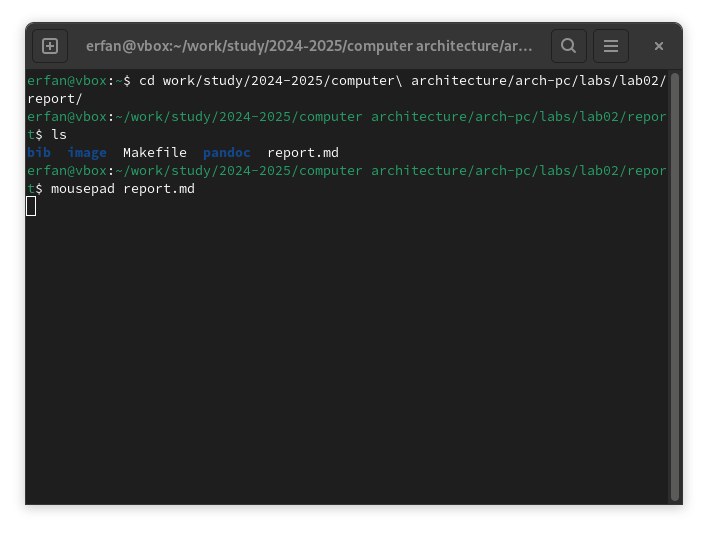 erfan@vbox:~/work/study/2024-2025/computer architecture/ar...
erfan@vbox:~$ cd work/study/2024-2025/computer\ architecture/arch-pc/labs/lab02/
report/
erfan@vbox:~/work/study/2024-2025/computer architecture/arch-pc/labs/lab02/repor
t$ ls
bib  image  Makefile  pandoc  report.md
erfan@vbox:~/work/study/2024-2025/computer architecture/arch-pc/labs/lab02/repor
t$ mousepad report.md